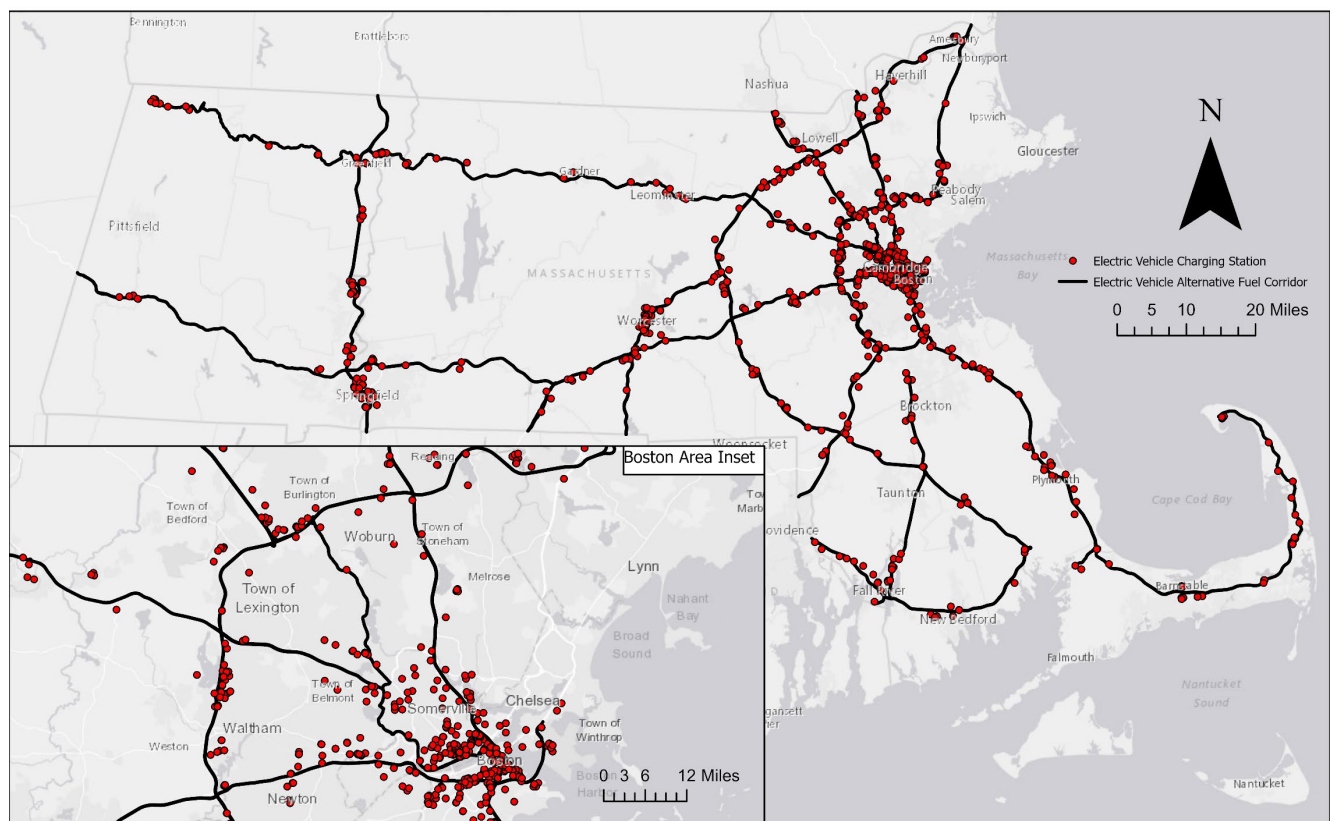 Bennington
Brattleboro
Amesbury
Newburyport
Nashua
Haverhill
Ipswich
N
Lowell
Gloucester
Greenfield
Gardner
Leominster
Peabody
Salem
Pittsfield
MASSACHUSETTS
Cambridge
Boston
Massachusetts
Bay
Electric Vehicle Charging Station
Electric Vehicle Alternative Fuel Corridor
0 5 10 20 Miles
Worcester
Springfield
Brockton
Woonsocket
Plymouth
Cape Cod Bay
Taunton
rovidence
Barnstable
Fall River
New Bedford
Falmouth
Nantucket
Sound
gansett
Nantucket
Boston Area Inset
Reading
Town of
Burlington
Town of
Bedford
Woburn
Town of
Stoneham
Melrose
Lynn
Nahant
Bay
Town of
Lexington
Broad
Sound
Town of
Belmont
Somerville
Chelsea
Waltham
Weston
Town of
Winthrop
Boston
Boston
Harbor
0 3 6 12 Miles
Newton